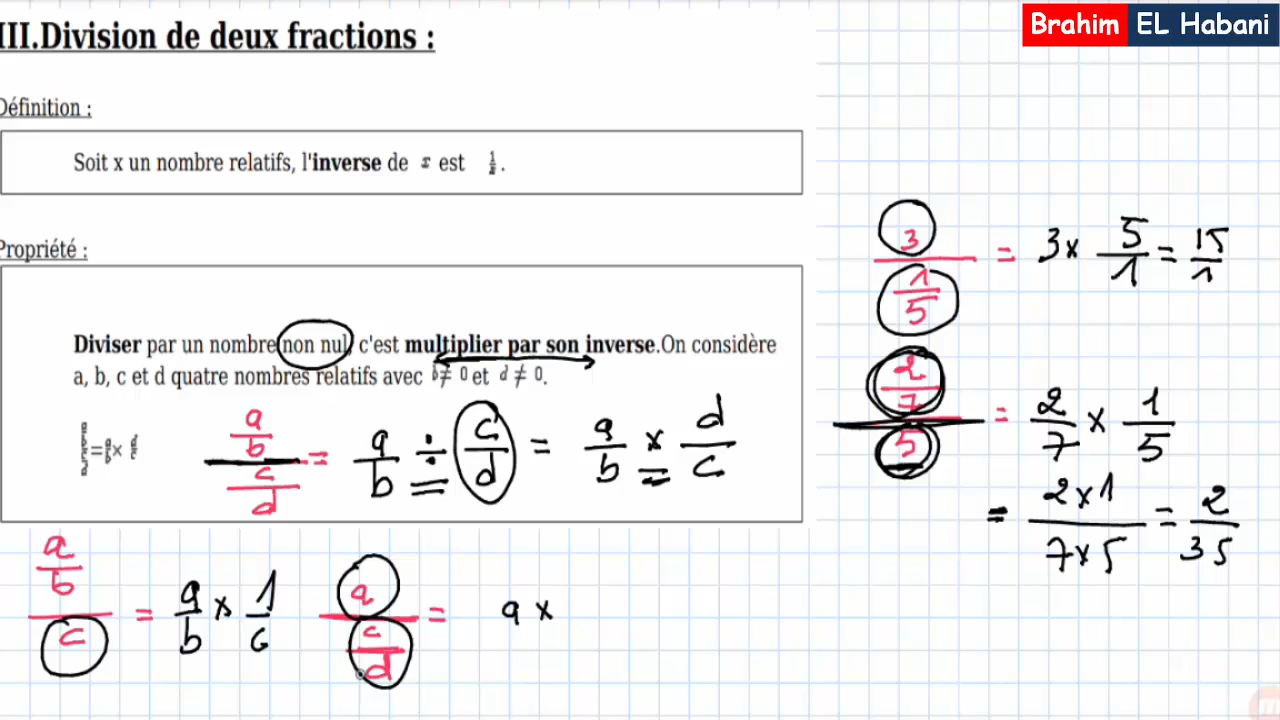 Brahim EL Habani
III.Division de deux fractions :
Définition :
Soit x un nombre relatifs, l'inverse de x est 1/x.
Propriété :
Diviser par un nombre non nul, c'est multiplier par son inverse.On considère
a, b, c et d quatre nombres relatifs avec b≠ 0 et d ≠ 0.
(a/b)/(c/d) = a/b ÷ c/d = a/b × d/c
(a/b)/c = a/b × 1/c
a/(c/d) = a ×
3/(1/5) = 3 × 5/1 = 15/1
(2/7)/5 = 2/7 × 1/5
= (2×1)/(7×5) = 2/35